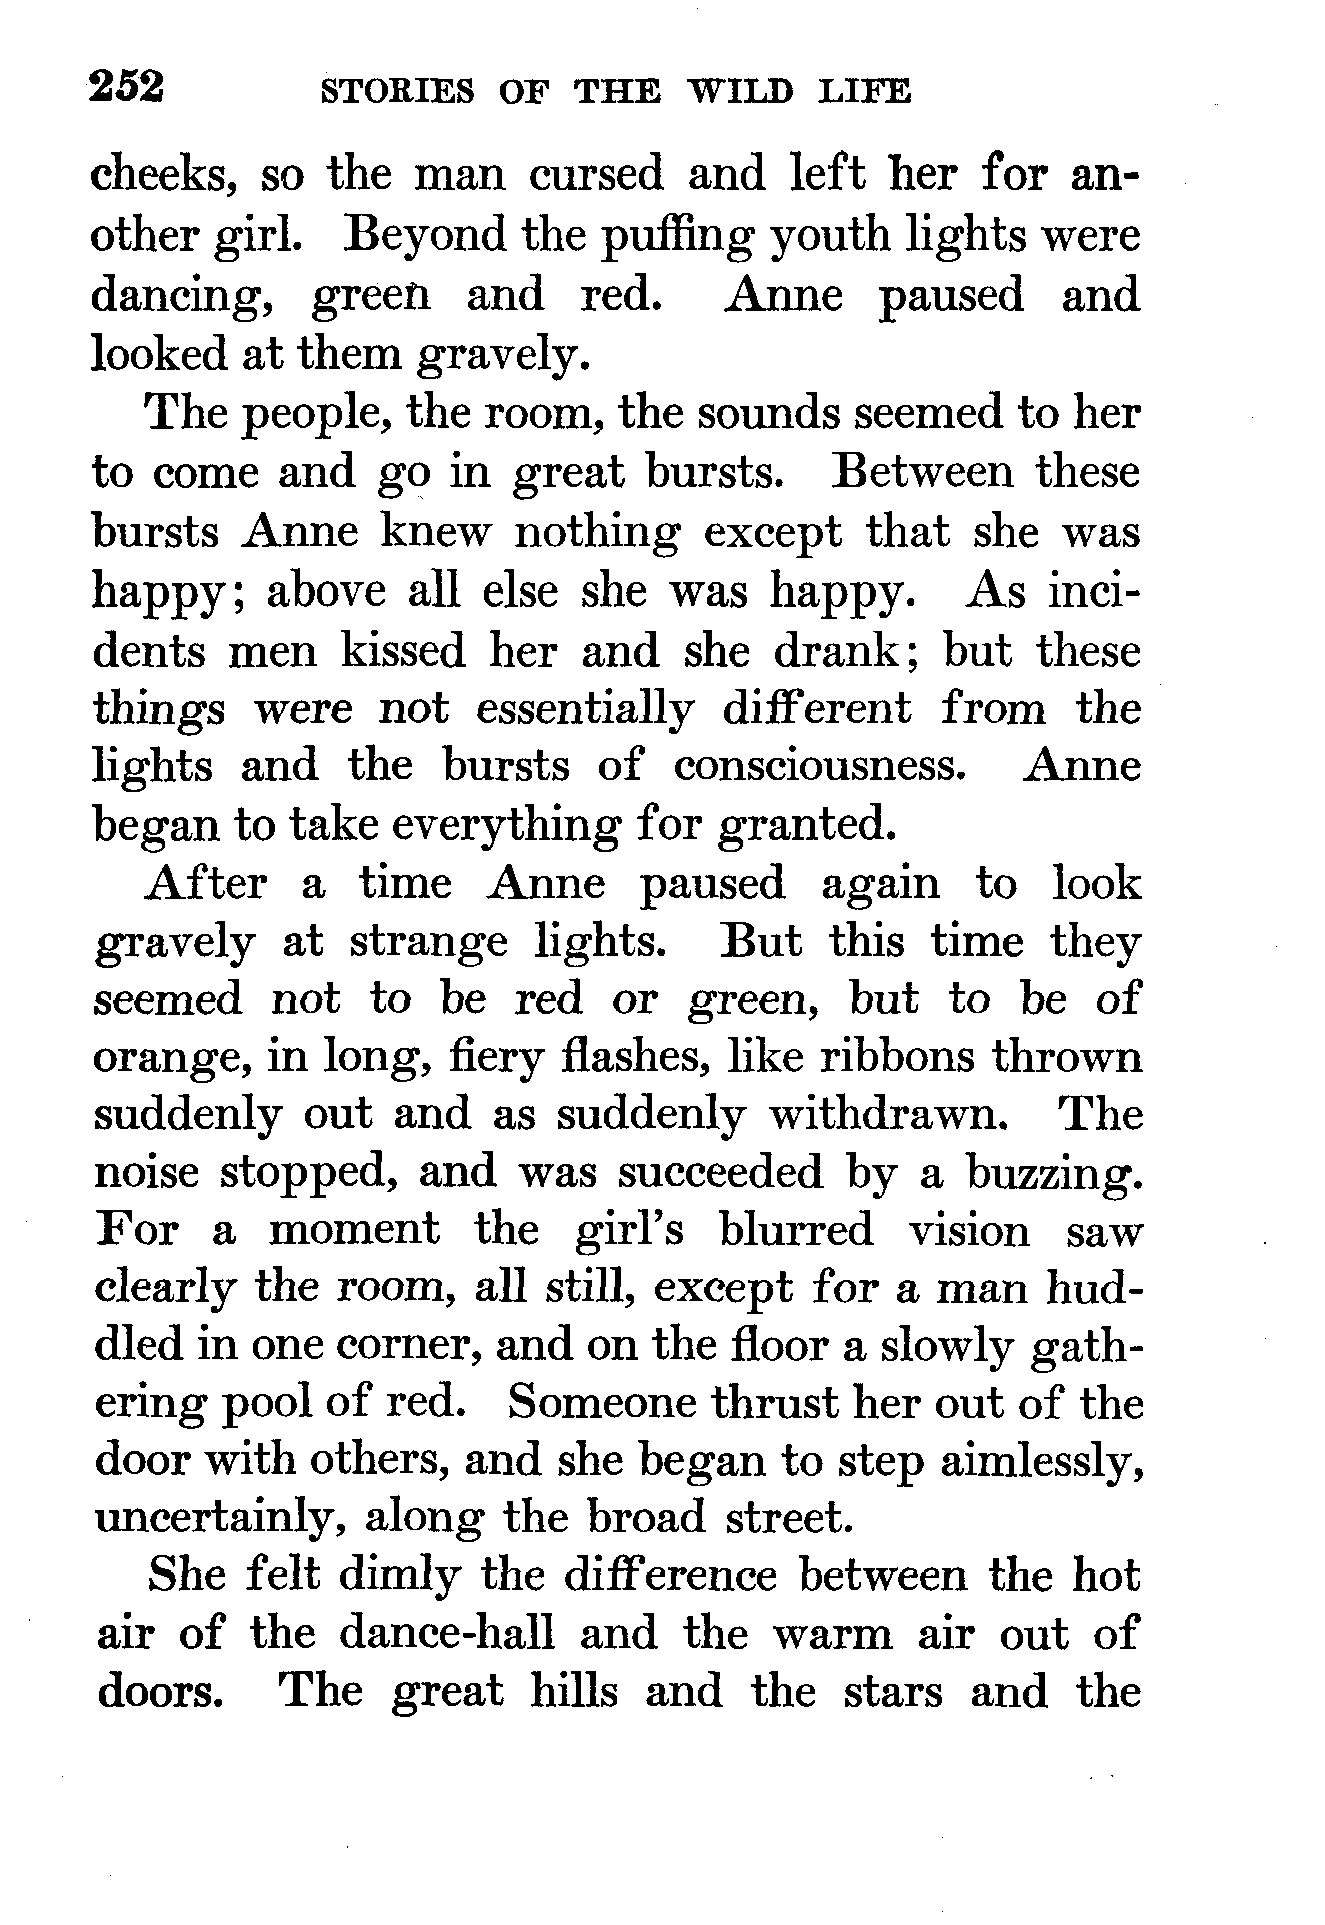 252 STORIES OF THE WILD LIFE
cheeks, so the man cursed and left her for an-
other girl. Beyond the puffing youth lights were
dancing, green and red. Anne paused and
looked at them gravely.
The people, the room, the sounds seemed to her
to come and go in great bursts. Between these
bursts Anne knew nothing except that she was
happy; above all else she was happy. As inci-
dents men kissed her and she drank; but these
things were not essentially different from the
lights and the bursts of consciousness. Anne
began to take everything for granted.
After a time Anne paused again to look
gravely at strange lights. But this time they
seemed not to be red or green, but to be of
orange, in long, fiery flashes, like ribbons thrown
suddenly out and as suddenly withdrawn. The
noise stopped, and was succeeded by a buzzing.
For a moment the girl's blurred vision saw
clearly the room, all still, except for a man hud-
dled in one corner, and on the floor a slowly gath-
ering pool of red. Someone thrust her out of the
door with others, and she began to step aimlessly,
uncertainly, along the broad street.
She felt dimly the difference between the hot
air of the dance-hall and the warm air out of
doors. The great hills and the stars and the